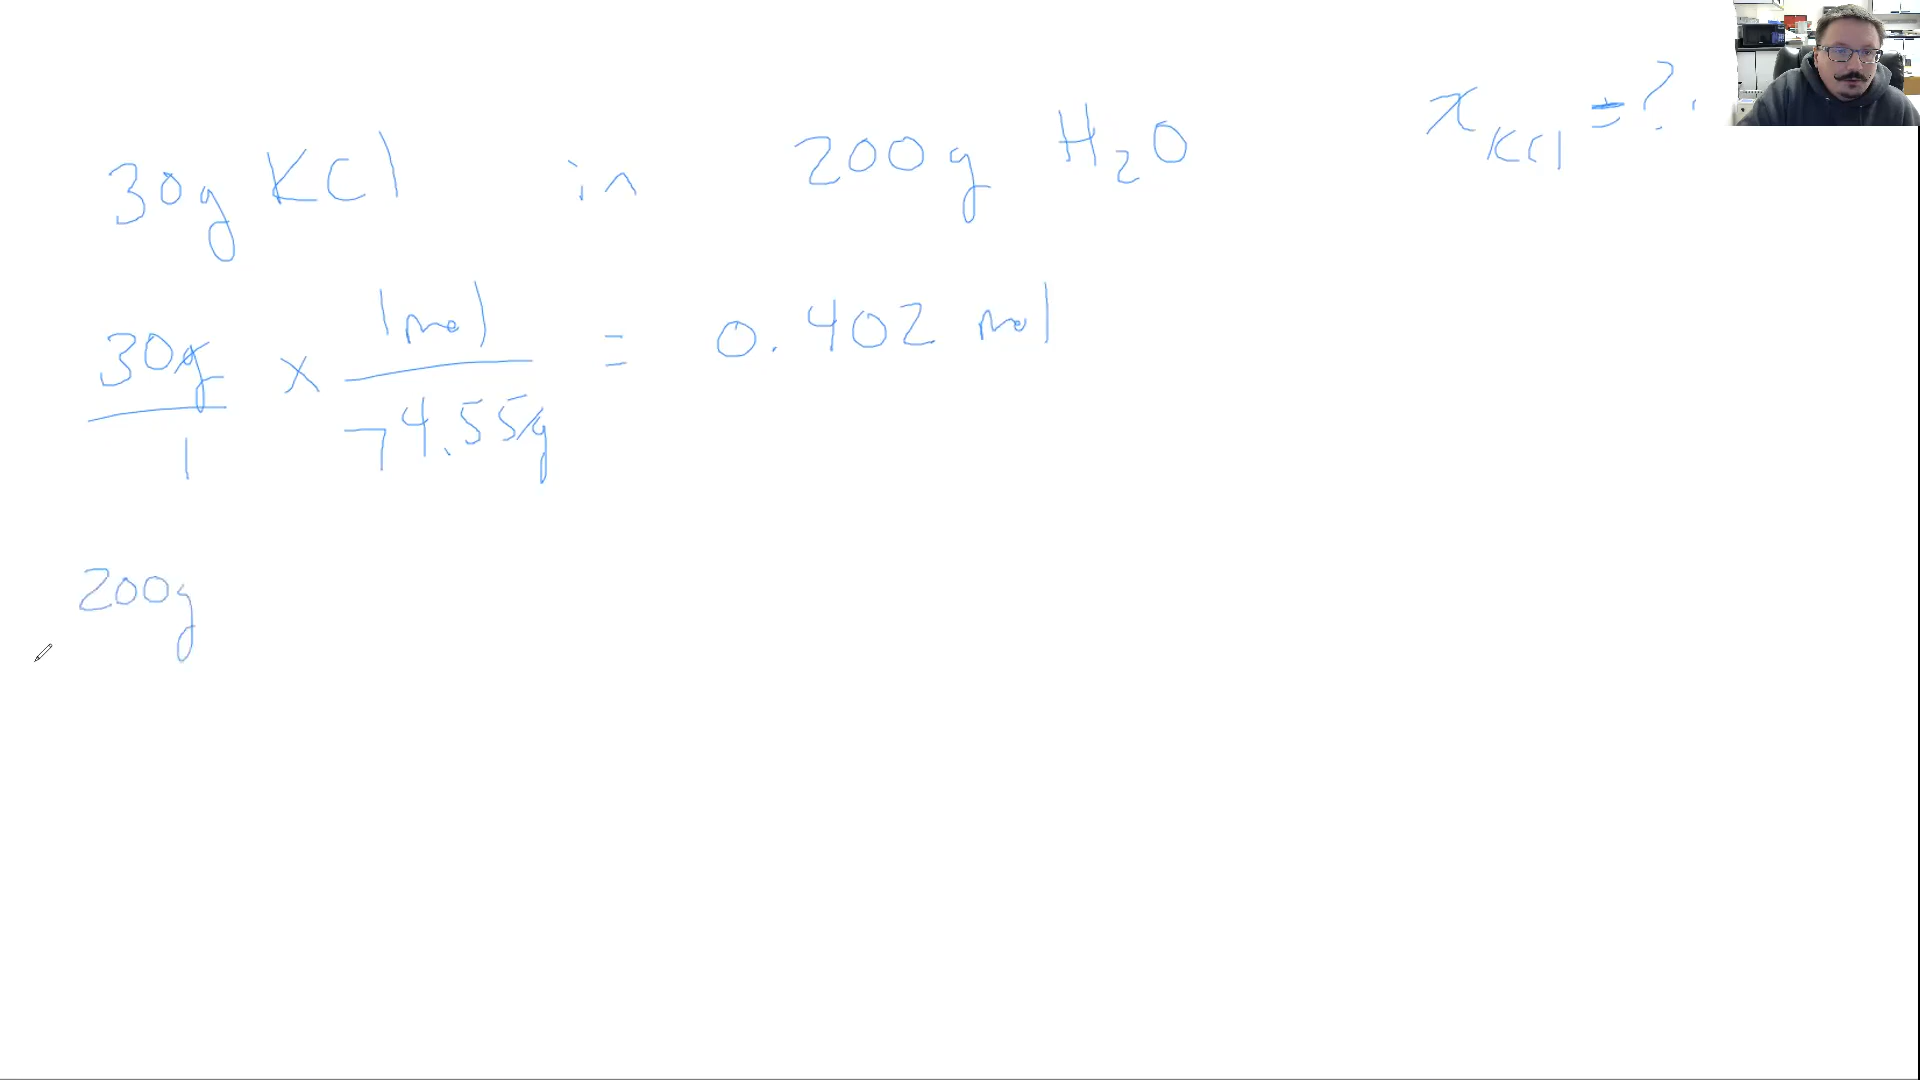 30g KCl in 200g H₂O x_KCl = ?
30g/1 × 1mol/74.55g = 0.402 mol
200g